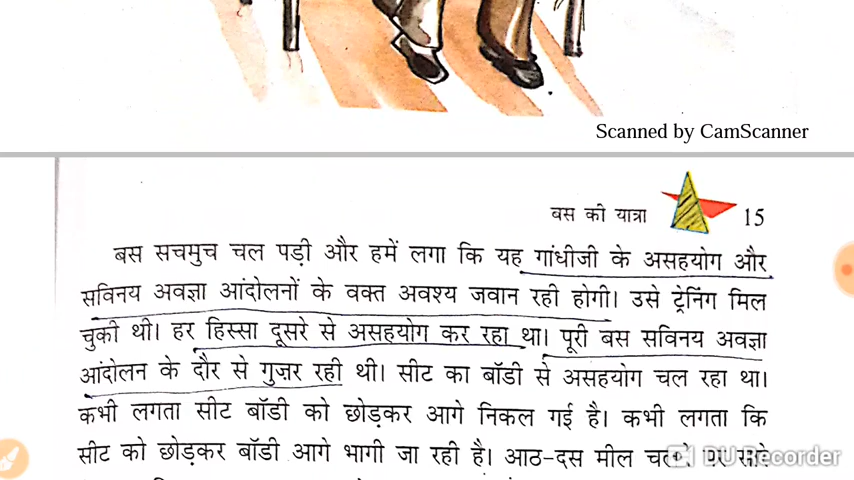 Scanned by CamScanner
बस की यात्रा 15
बस सचमुच चल पड़ी और हमें लगा कि यह गांधीजी के असहयोग और
सविनय अवज्ञा आंदोलनों के वक्त अवश्य जवान रही होगी। उसे ट्रेनिंग मिल
चुकी थी। हर हिस्सा दूसरे से असहयोग कर रहा था। पूरी बस सविनय अवज्ञा
आंदोलन के दौर से गुज़र रही थी। सीट का बॉडी से असहयोग चल रहा था।
कभी लगता सीट बॉडी को छोड़कर आगे निकल गई है। कभी लगता कि
सीट को छोड़कर बॉडी आगे भागी जा रही है। आठ-दस मील चलने पर सारे
DU Recorder